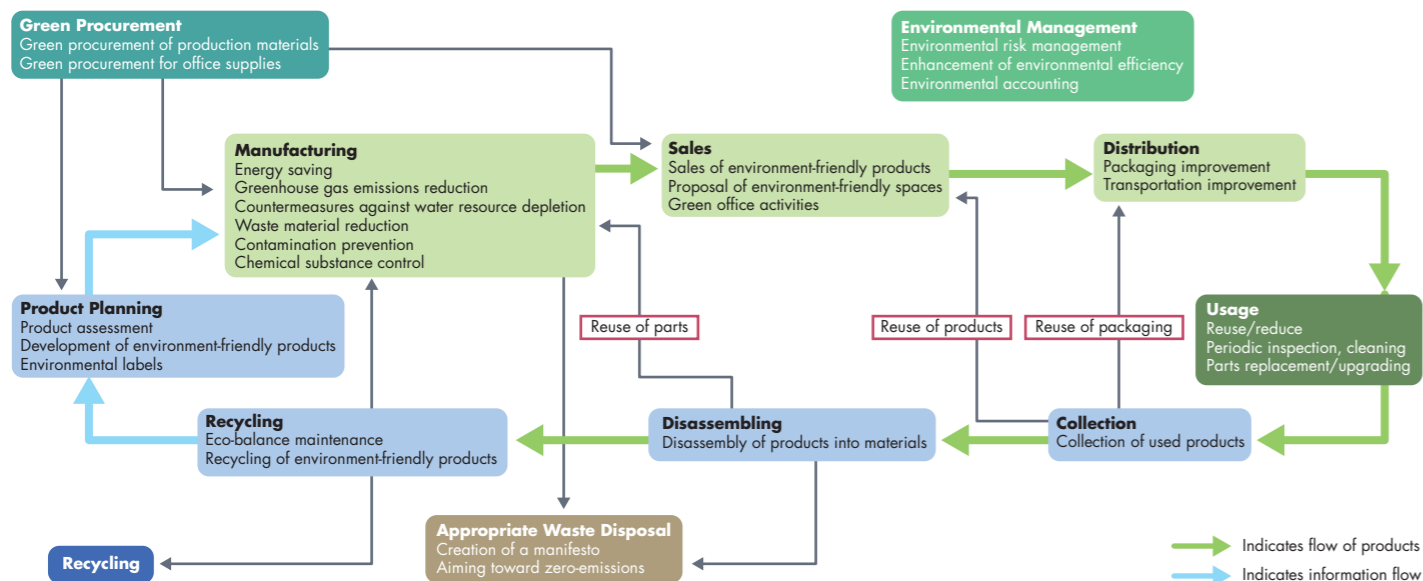 Green Procurement
Green procurement of production materials
Green procurement for office supplies
Environmental Management
Environmental risk management
Enhancement of environmental efficiency
Environmental accounting
Manufacturing
Energy saving
Greenhouse gas emissions reduction
Countermeasures against water resource depletion
Waste material reduction
Contamination prevention
Chemical substance control
Sales
Sales of environment-friendly products
Proposal of environment-friendly spaces
Green office activities
Distribution
Packaging improvement
Transportation improvement
Product Planning
Product assessment
Development of environment-friendly products
Environmental labels
Reuse of parts
Reuse of products
Reuse of packaging
Usage
Reuse/reduce
Periodic inspection, cleaning
Parts replacement/upgrading
Recycling
Eco-balance maintenance
Recycling of environment-friendly products
Disassembling
Disassembly of products into materials
Collection
Collection of used products
Recycling
Appropriate Waste Disposal
Creation of a manifesto
Aiming toward zero-emissions
Indicates flow of products
Indicates information flow